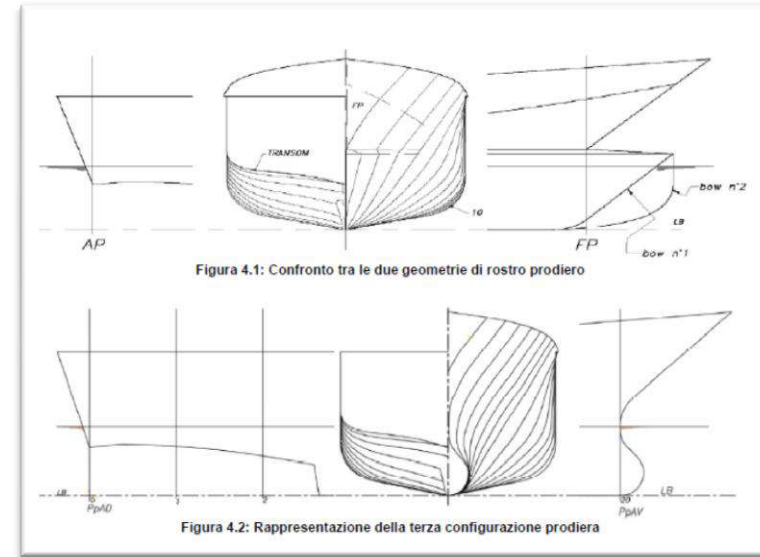 FP
TRANSOM
10
bow n°2
LB
AP
FP
bow n°1
Figura 4.1: Confronto tra le due geometrie di rostro prodiero
LB
1
2
PpAD
20
LB
PpAV
Figura 4.2: Rappresentazione della terza configurazione prodiera